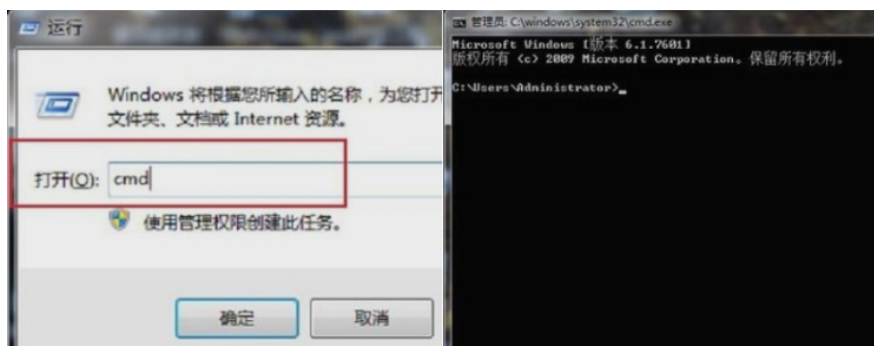 运行
Windows 将根据您所输入的名称，为您打开
文件夹、文档或 Internet 资源。
打开(O):
cmd
使用管理权限创建此任务。
确定
取消
管理员: C:\windows\system32\cmd.exe
Microsoft Windows [版本 6.1.7601]
版权所有 (c) 2009 Microsoft Corporation。保留所有权利。
C:\Users\Administrator>_